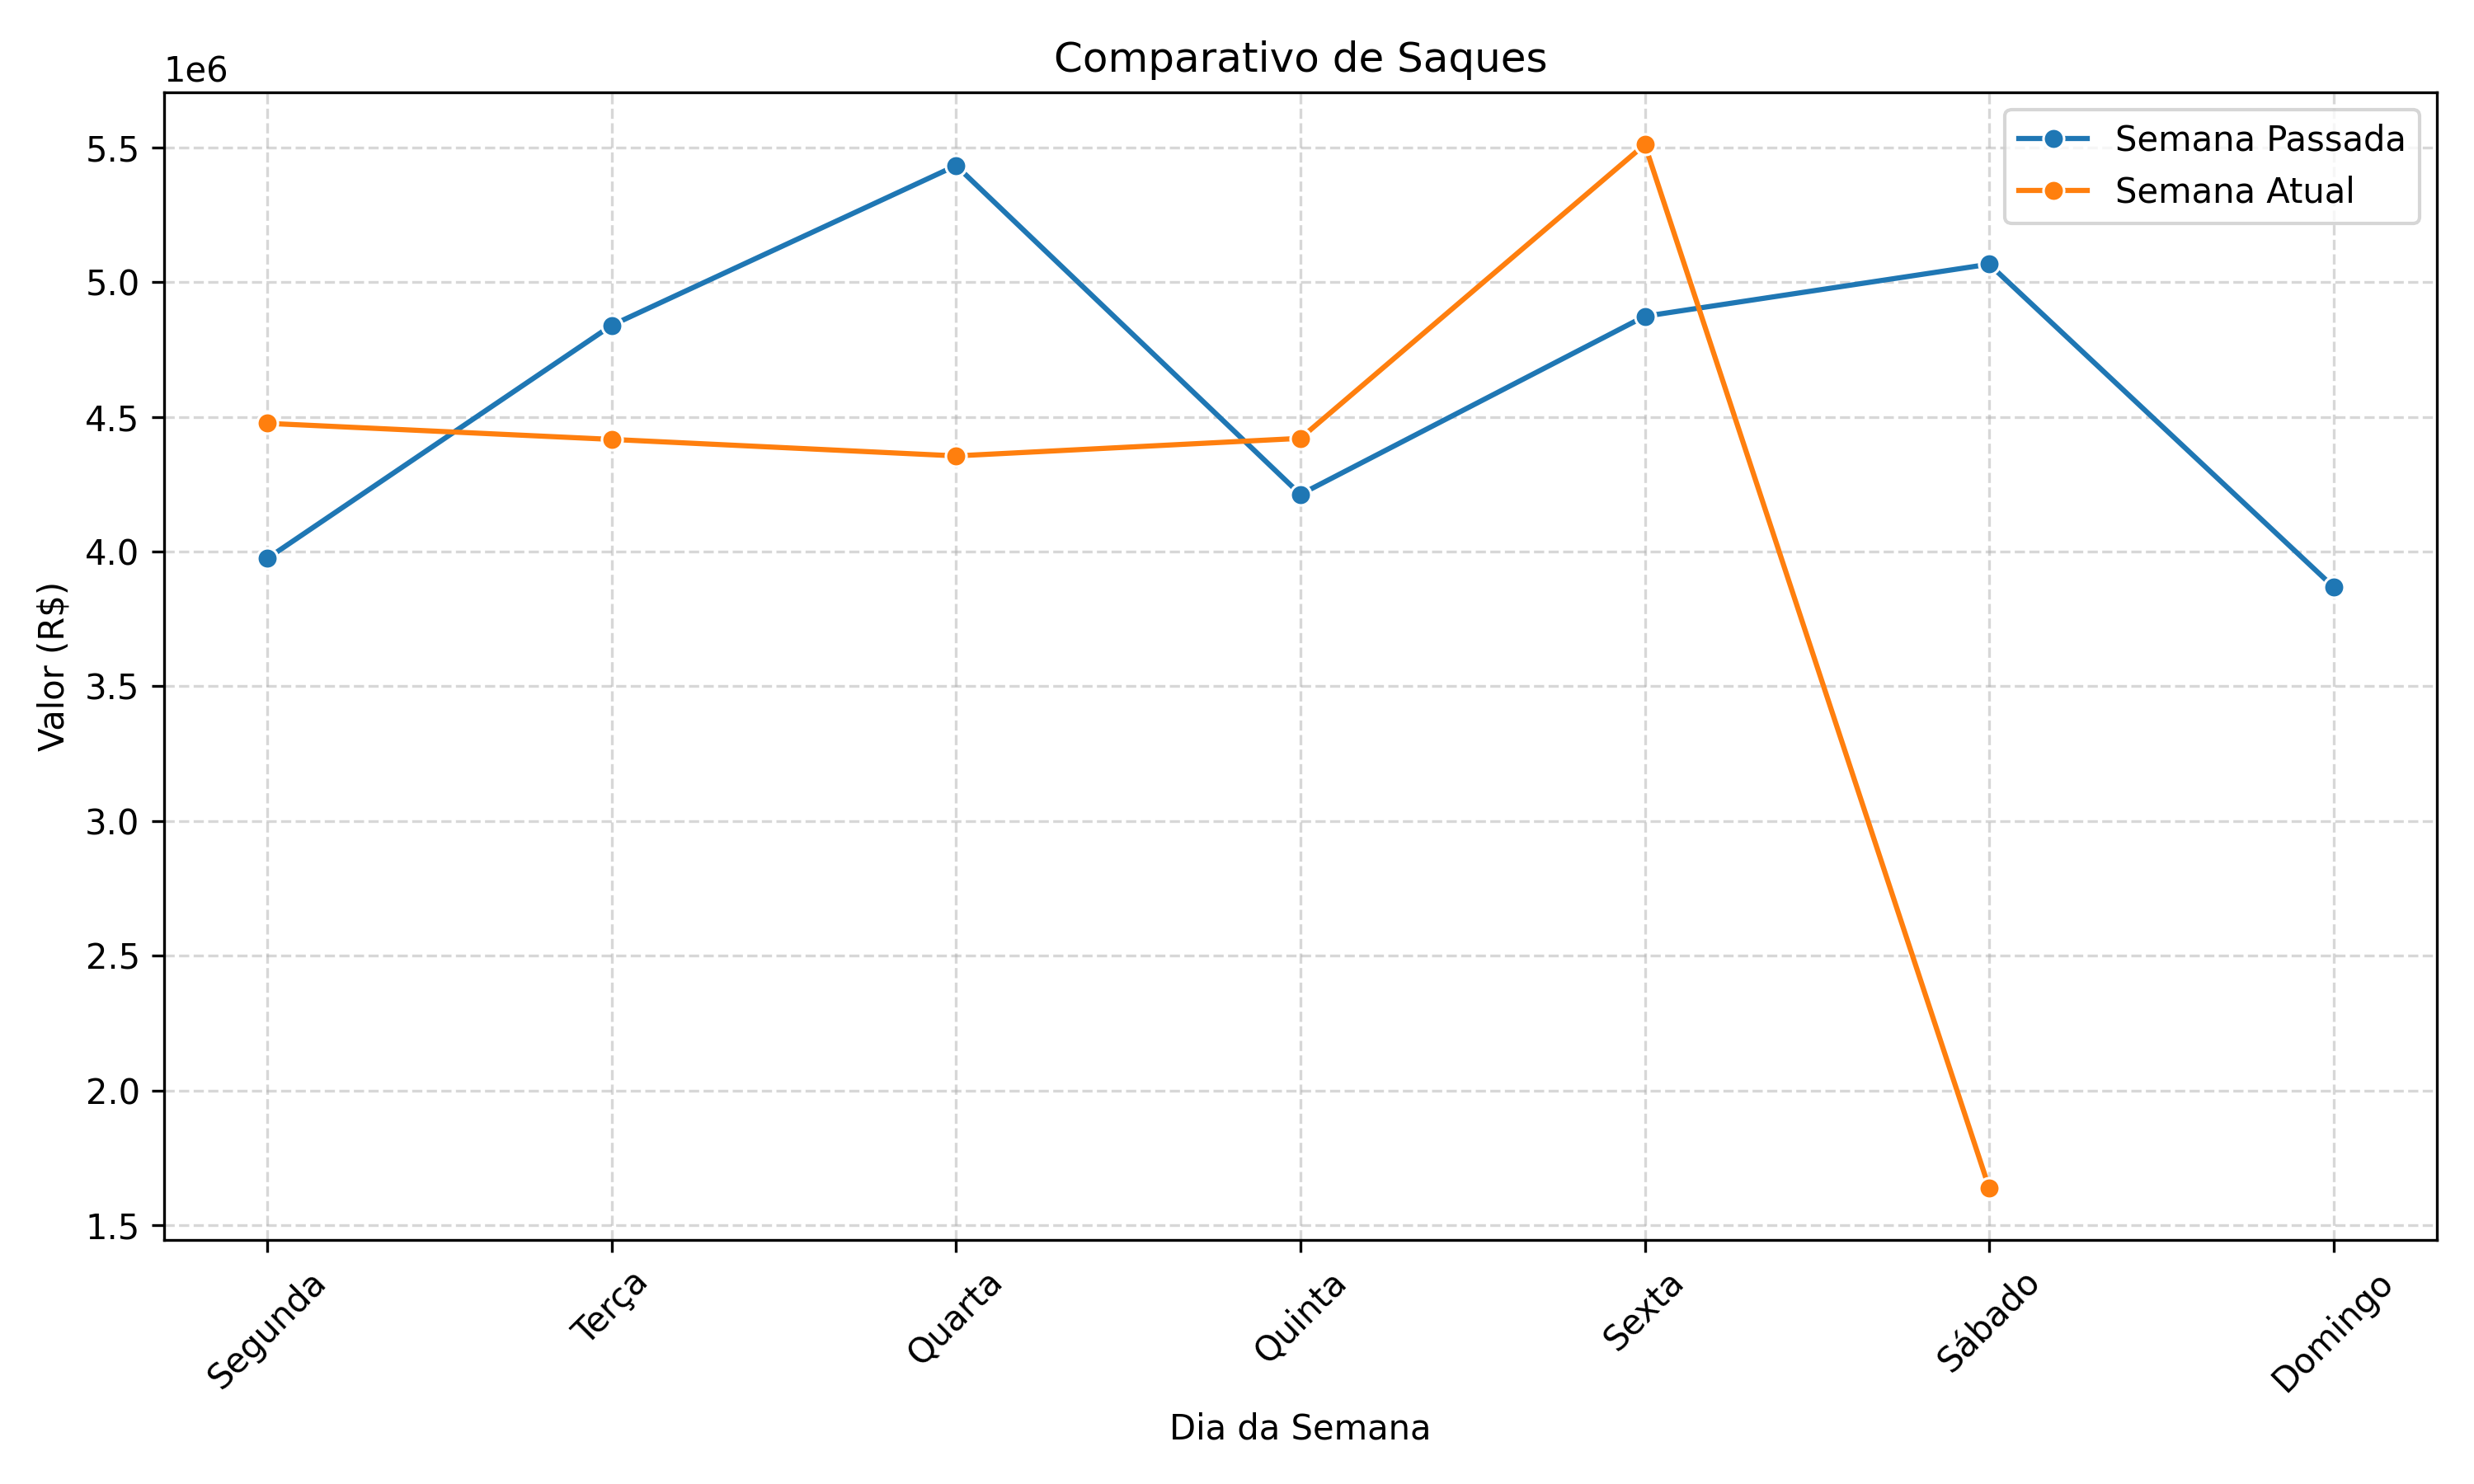 Comparativo de Saques
1e6
Semana Passada
Semana Atual
5.5
5.0
4.5
4.0
3.5
3.0
2.5
2.0
1.5
Valor (R$)
Segunda
Terça
Quarta
Quinta
Sexta
Sábado
Domingo
Dia da Semana